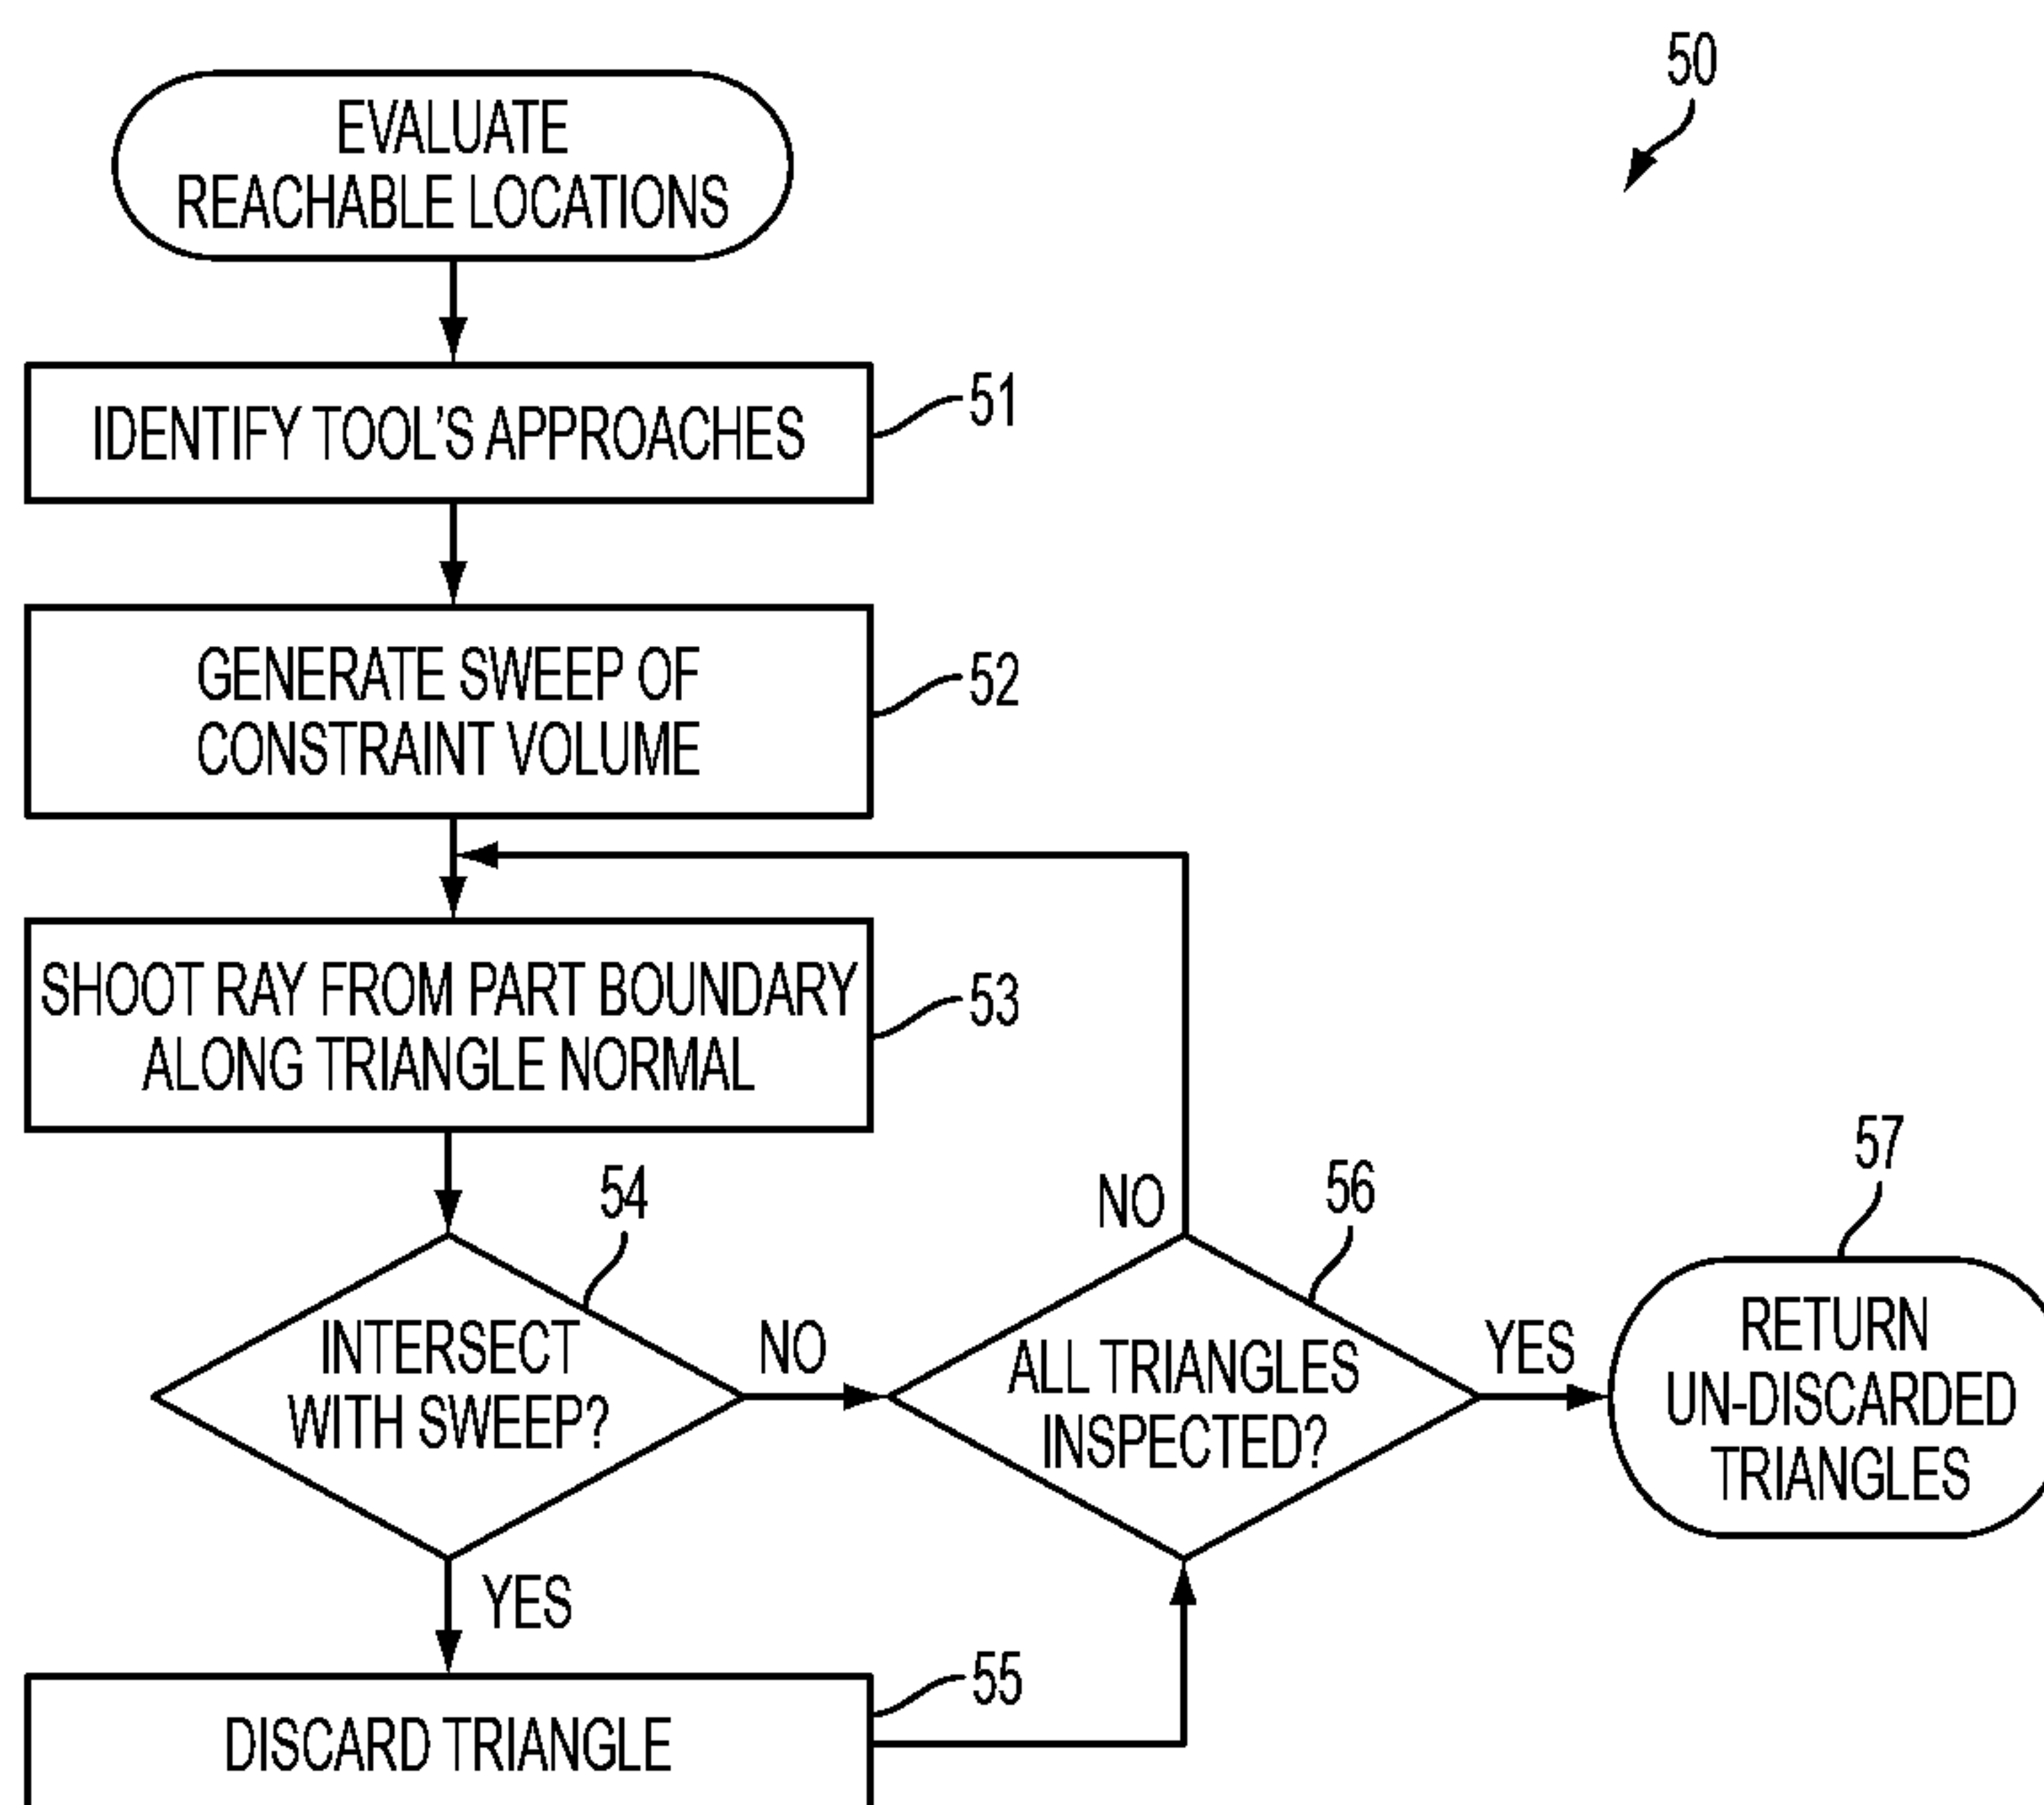 50
EVALUATE
REACHABLE LOCATIONS
IDENTIFY TOOL'S APPROACHES
51
GENERATE SWEEP OF
CONSTRAINT VOLUME
52
SHOOT RAY FROM PART BOUNDARY
ALONG TRIANGLE NORMAL
53
54
INTERSECT
WITH SWEEP?
NO
YES
NO
56
ALL TRIANGLES
INSPECTED?
YES
57
RETURN
UN-DISCARDED
TRIANGLES
55
DISCARD TRIANGLE